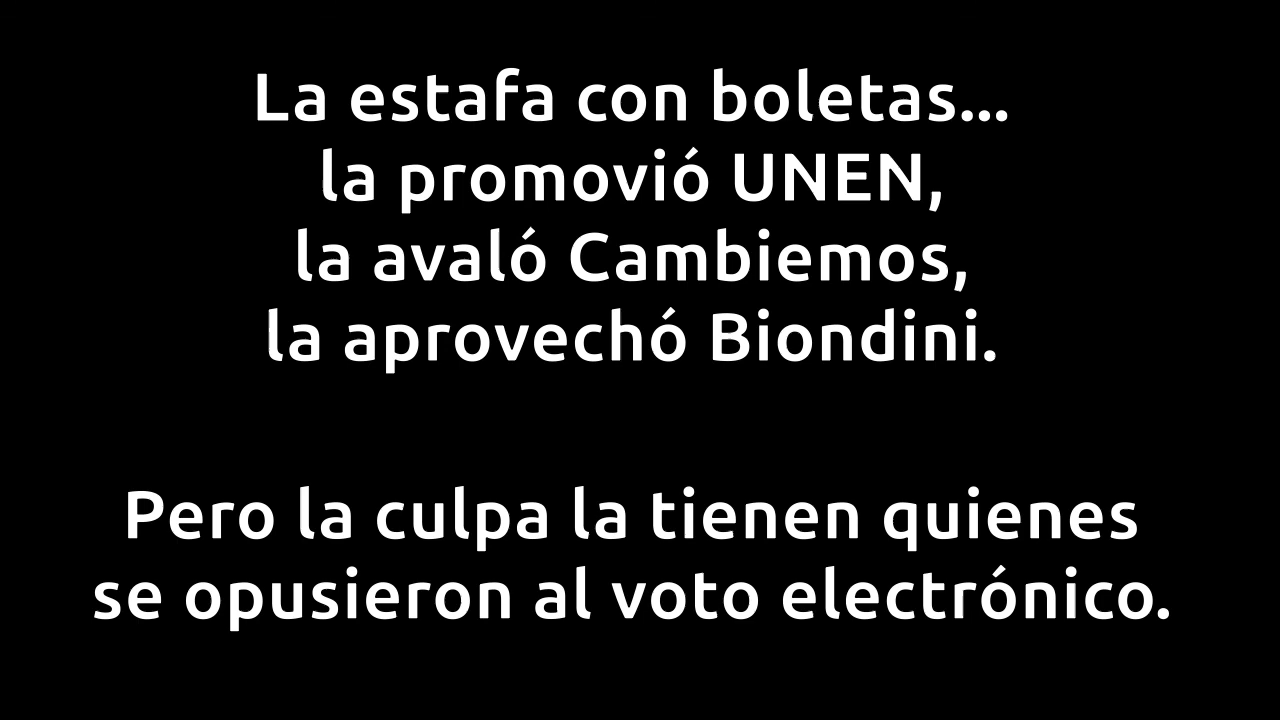 La estafa con boletas...
la promovió UNEN,
la avaló Cambiemos,
la aprovechó Biondini.
Pero la culpa la tienen quienes
se opusieron al voto electrónico.